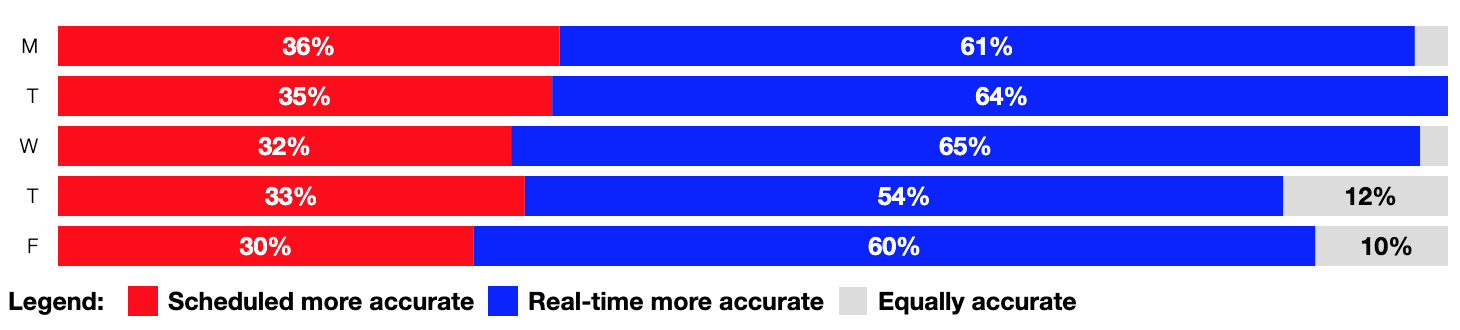 M 36% 61%
T 35% 64%
W 32% 65%
T 33% 54% 12%
F 30% 60% 10%
Legend: Scheduled more accurate Real-time more accurate Equally accurate